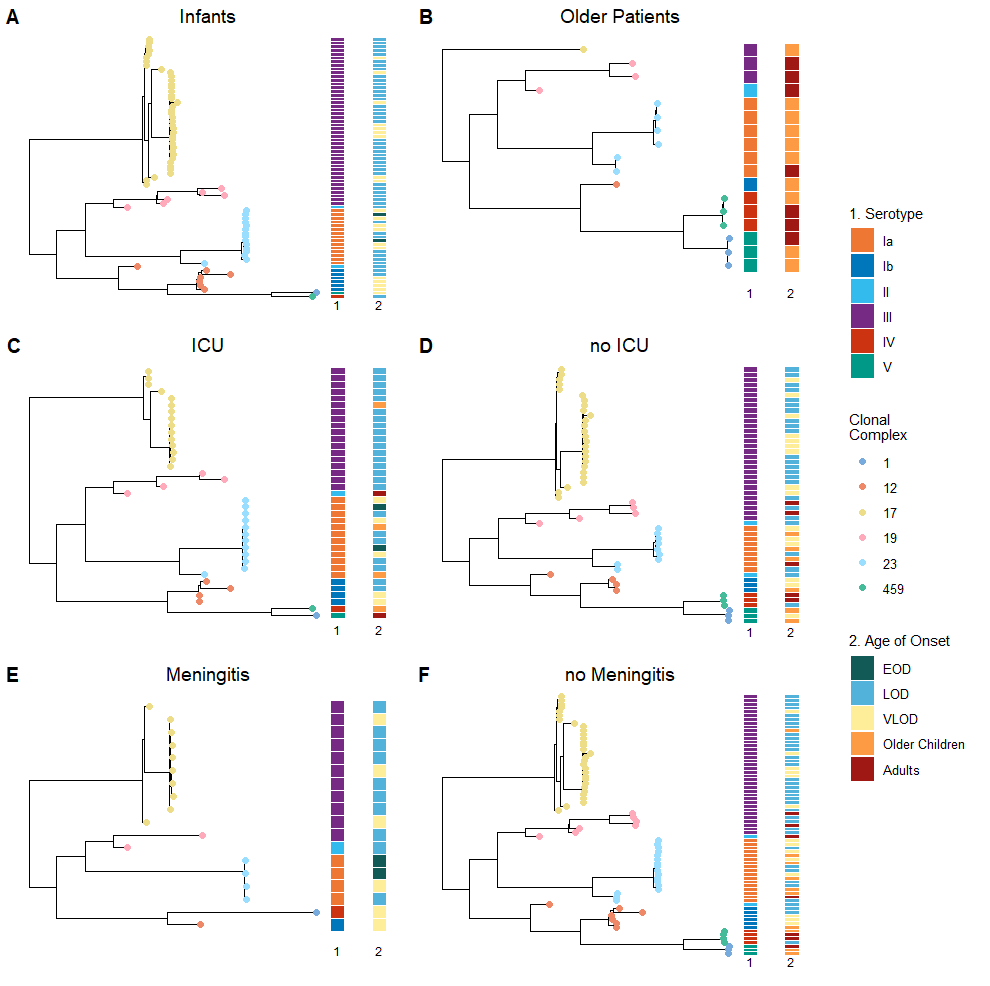 A Infants
B Older Patients
1 2
1 2
C ICU
D no ICU
1 2
1 2
E Meningitis
F no Meningitis
1 2
1 2
1. Serotype
Ia
Ib
II
III
IV
V
Clonal
Complex
1
12
17
19
23
459
2. Age of Onset
EOD
LOD
VLOD
Older Children
Adults